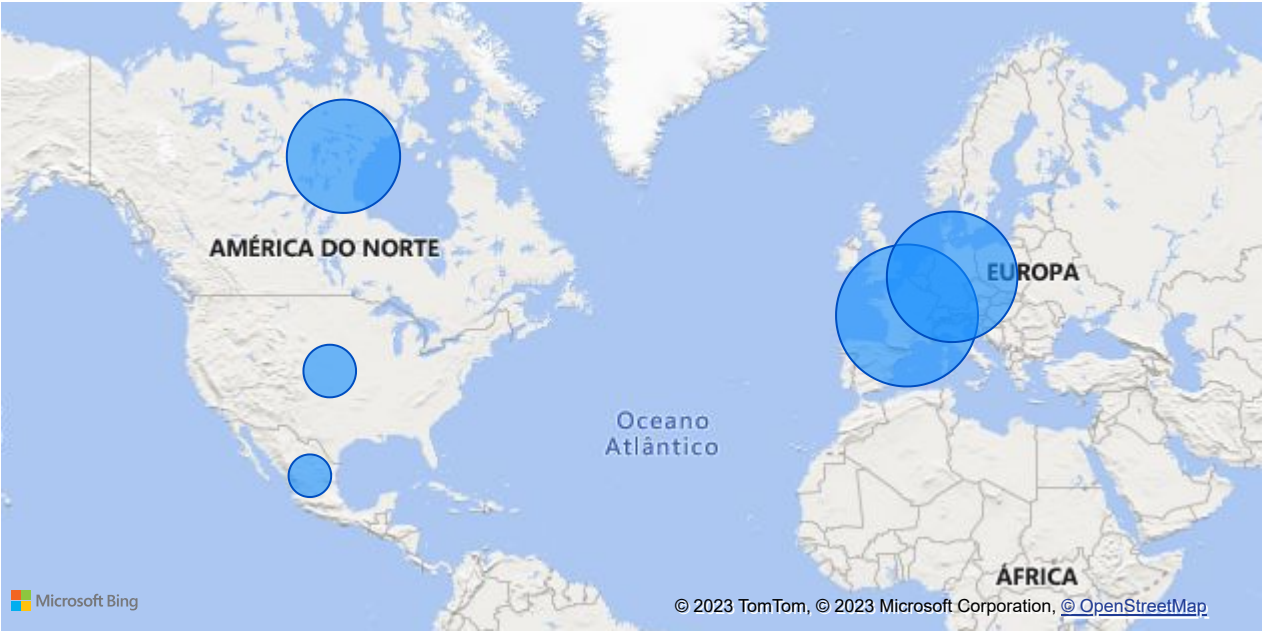 AMÉRICA DO NORTE
EUROPA
Oceano
Atlântico
ÁFRICA
Microsoft Bing
© 2023 TomTom, © 2023 Microsoft Corporation, © OpenStreetMap